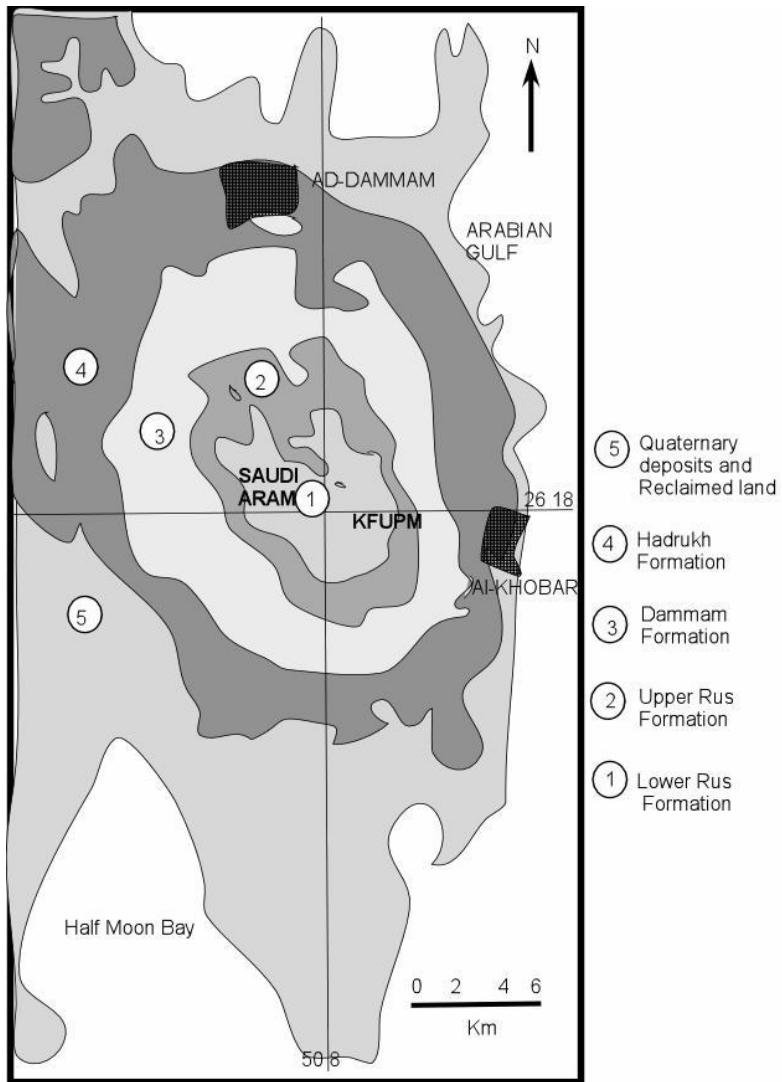 N
AD-DAMMAM
ARABIAN
GULF
4
2
3
SAUDI
ARAM
1
26 18
KFUPM
Al-KHOBAR
5
Half Moon Bay
0 2 4 6
Km
50 8
5 Quaternary
deposits and
Reclaimed land
4 Hadrukh
Formation
3 Dammam
Formation
2 Upper Rus
Formation
1 Lower Rus
Formation